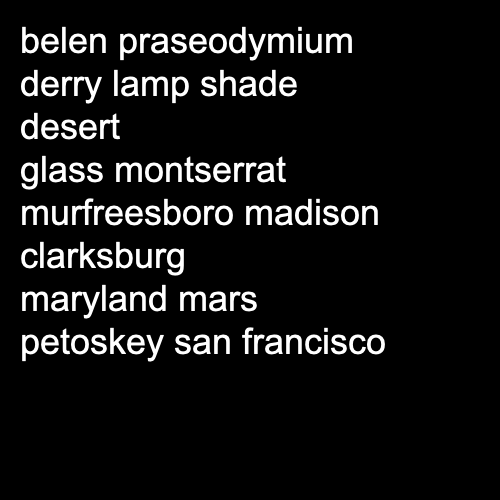 belen praseodymium
derry lamp shade
desert
glass montserrat
murfreesboro madison
clarksburg
maryland mars
petoskey san francisco